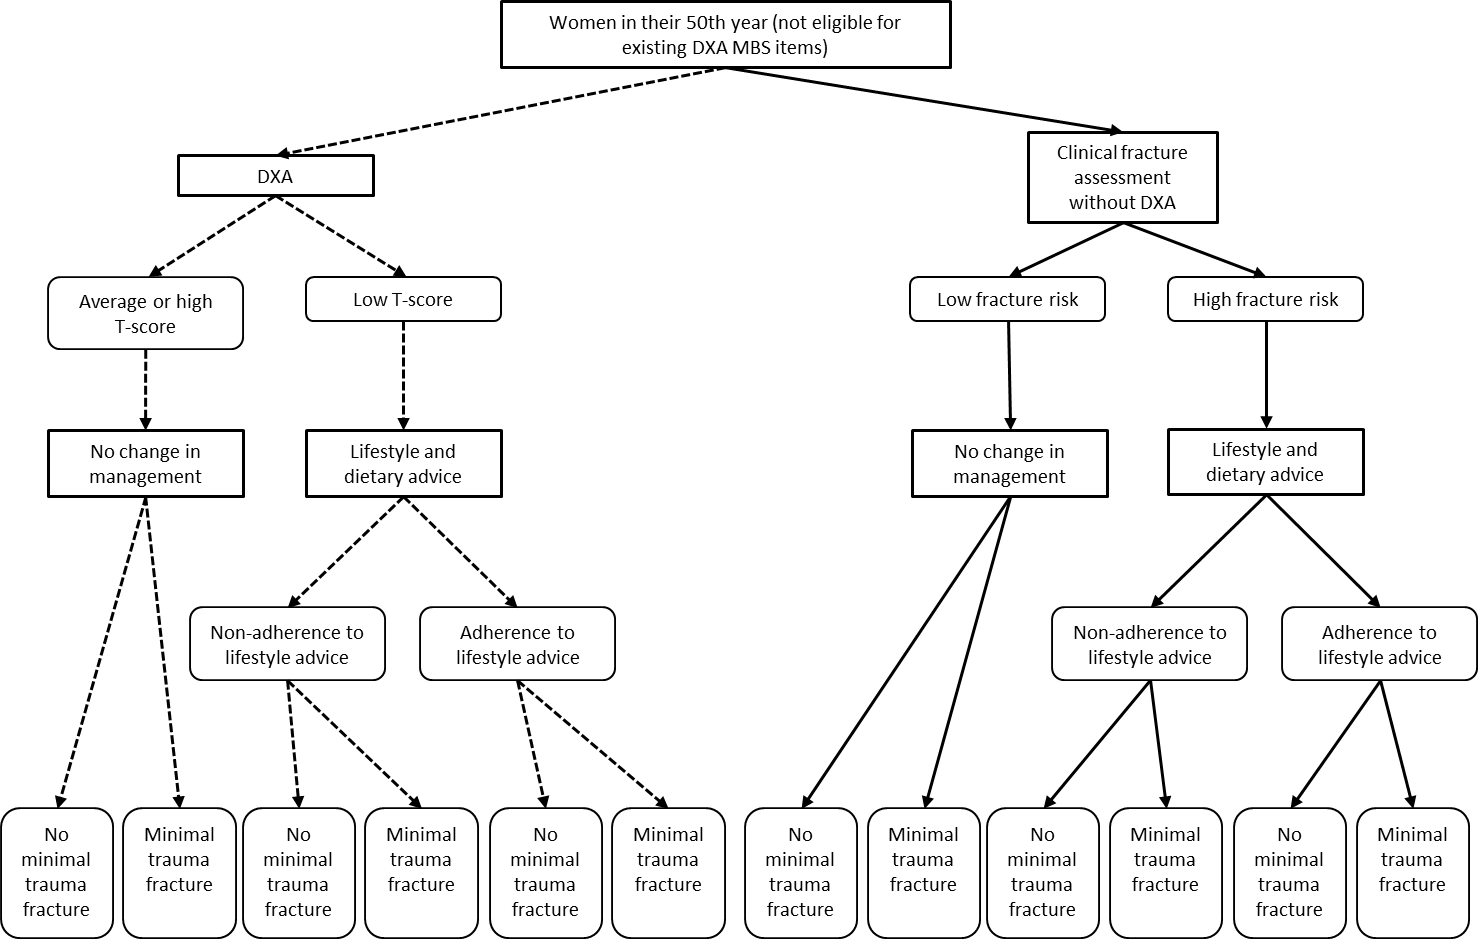 Women in their 50th year (not eligible for
existing DXA MBS items)
DXA
Clinical fracture
assessment
without DXA
Average or high
T-score
Low T-score
Low fracture risk
High fracture risk
No change in
management
Lifestyle and
dietary advice
No change in
management
Lifestyle and
dietary advice
Non-adherence to
lifestyle advice
Adherence to
lifestyle advice
Non-adherence to
lifestyle advice
Adherence to
lifestyle advice
No
minimal
trauma
fracture
Minimal
trauma
fracture
No
minimal
trauma
fracture
Minimal
trauma
fracture
No
minimal
trauma
fracture
Minimal
trauma
fracture
No
minimal
trauma
fracture
Minimal
trauma
fracture
No
minimal
trauma
fracture
Minimal
trauma
fracture
No
minimal
trauma
fracture
Minimal
trauma
fracture